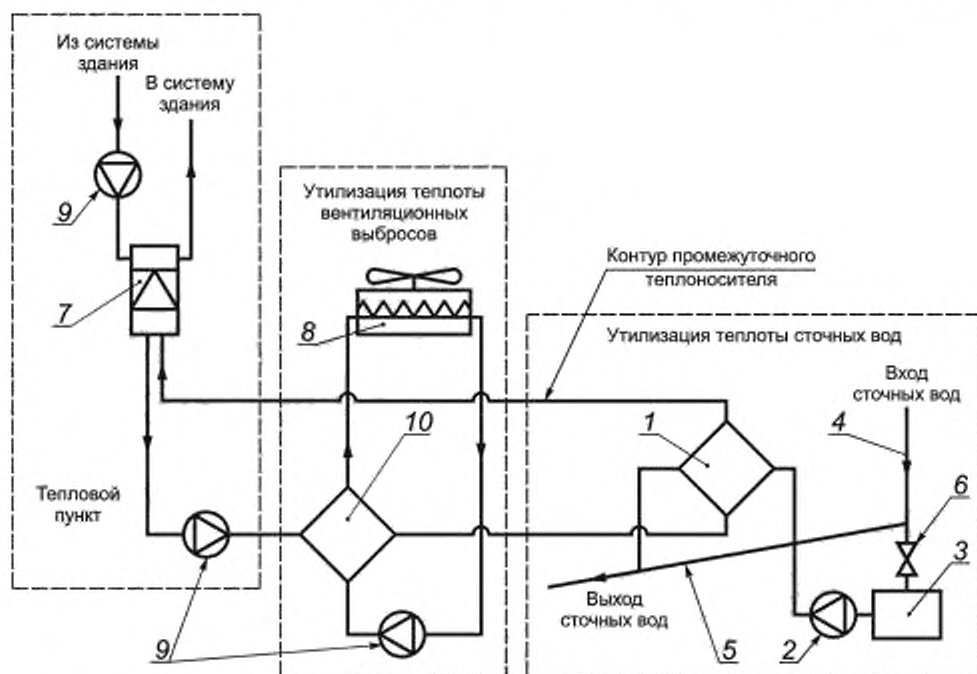 Из системы
здания
В систему
здания
9
7
Тепловой
пункт
9
Утилизация теплоты
вентиляционных
выбросов
8
10
Контур промежуточного
теплоносителя
Утилизация теплоты сточных вод
Вход
сточных вод
1
4
6
3
Выход
сточных вод
5
2